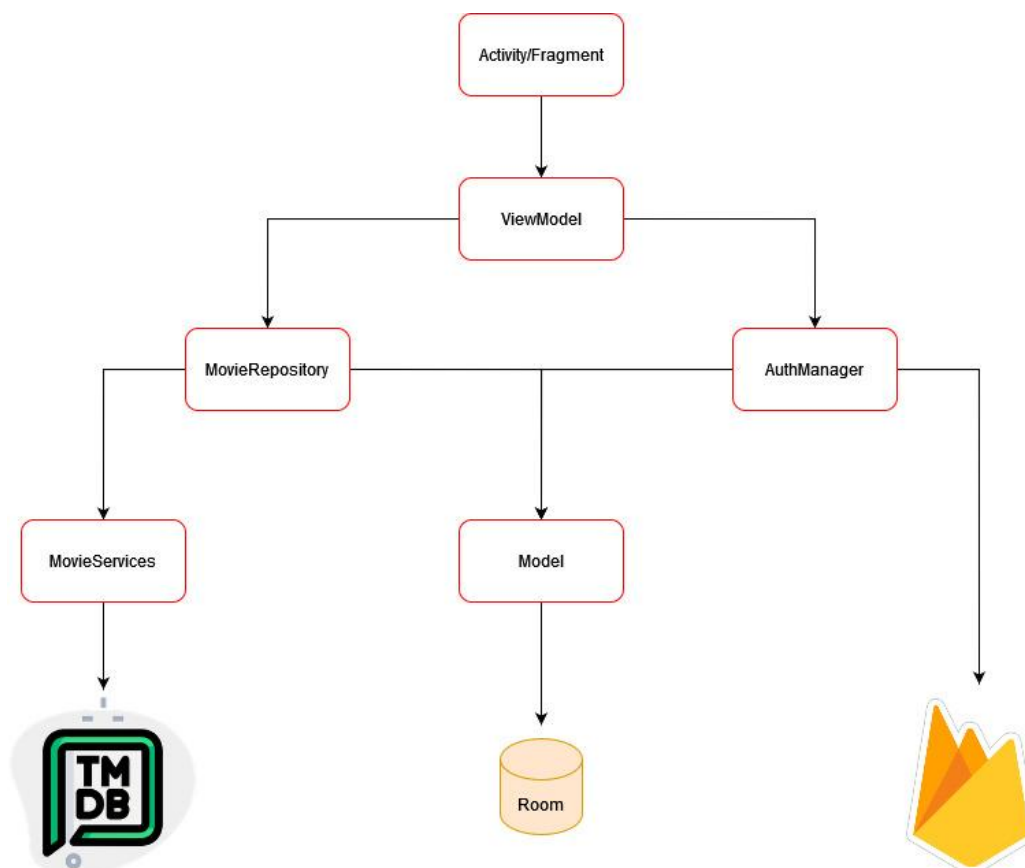 Activity/Fragment
ViewModel
MovieRepository
AuthManager
MovieServices
Model
TM
DB
Room